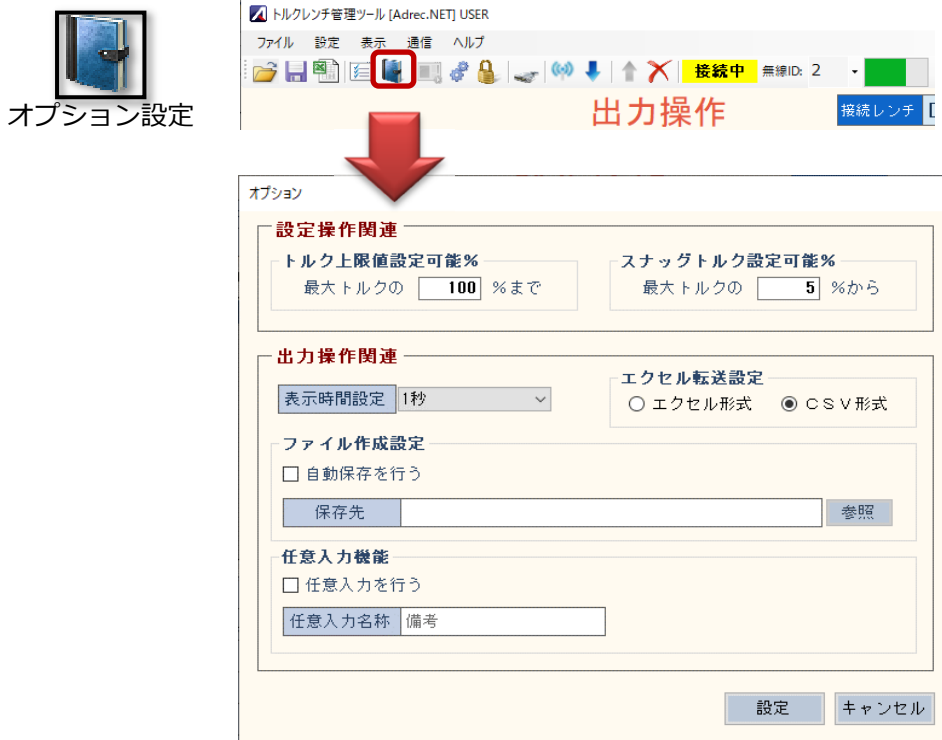 オプション設定
トルクレンチ管理ツール [Adrec.NET] USER
ファイル 設定 表示 通信 ヘルプ
接続中 無線ID: 2
出力操作
接続レンチ
オプション
設定操作関連
トルク上限値設定可能%
最大トルクの 100 %まで
スナッグトルク設定可能%
最大トルクの 5 %から
出力操作関連
表示時間設定 1秒
エクセル転送設定
エクセル形式 CSV形式
ファイル作成設定
自動保存を行う
保存先 参照
任意入力機能
任意入力を行う
任意入力名称 備考
設定 キャンセル